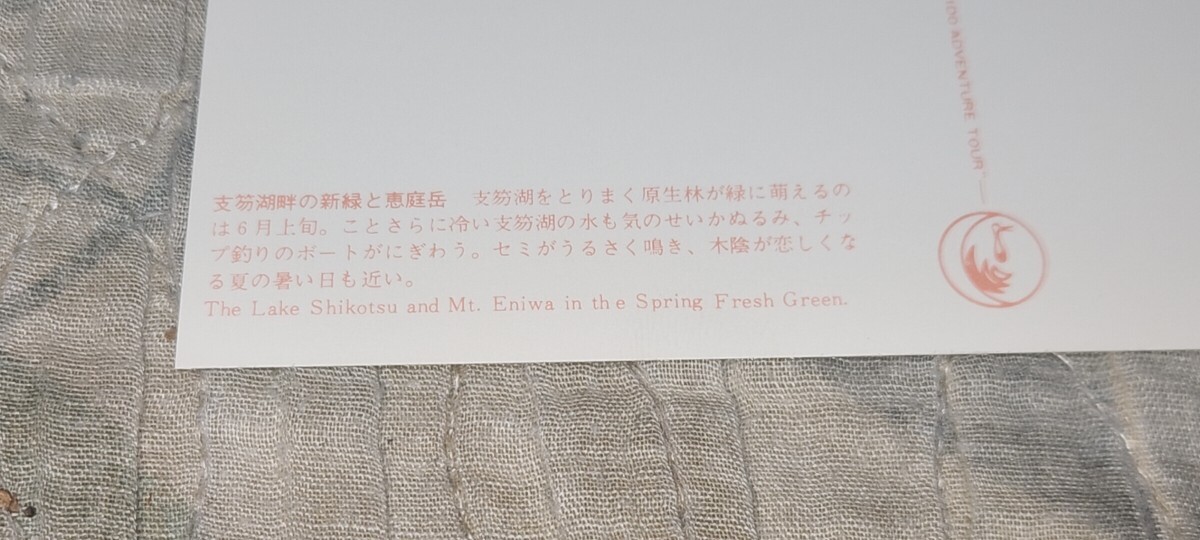 支笏湖畔の新緑と恵庭岳　支笏湖をとりまく原生林が緑に萌えるの
は6月上旬。ことさらに冷い支笏湖の水も気のせいかぬるみ、チッ
プ釣りのボートがにぎわう。セミがうるさく鳴き、木陰が恋しくな
る夏の暑い日も近い。
The Lake Shikotsu and Mt. Eniwa in the Spring Fresh Green.
ADVENTURE TOUR